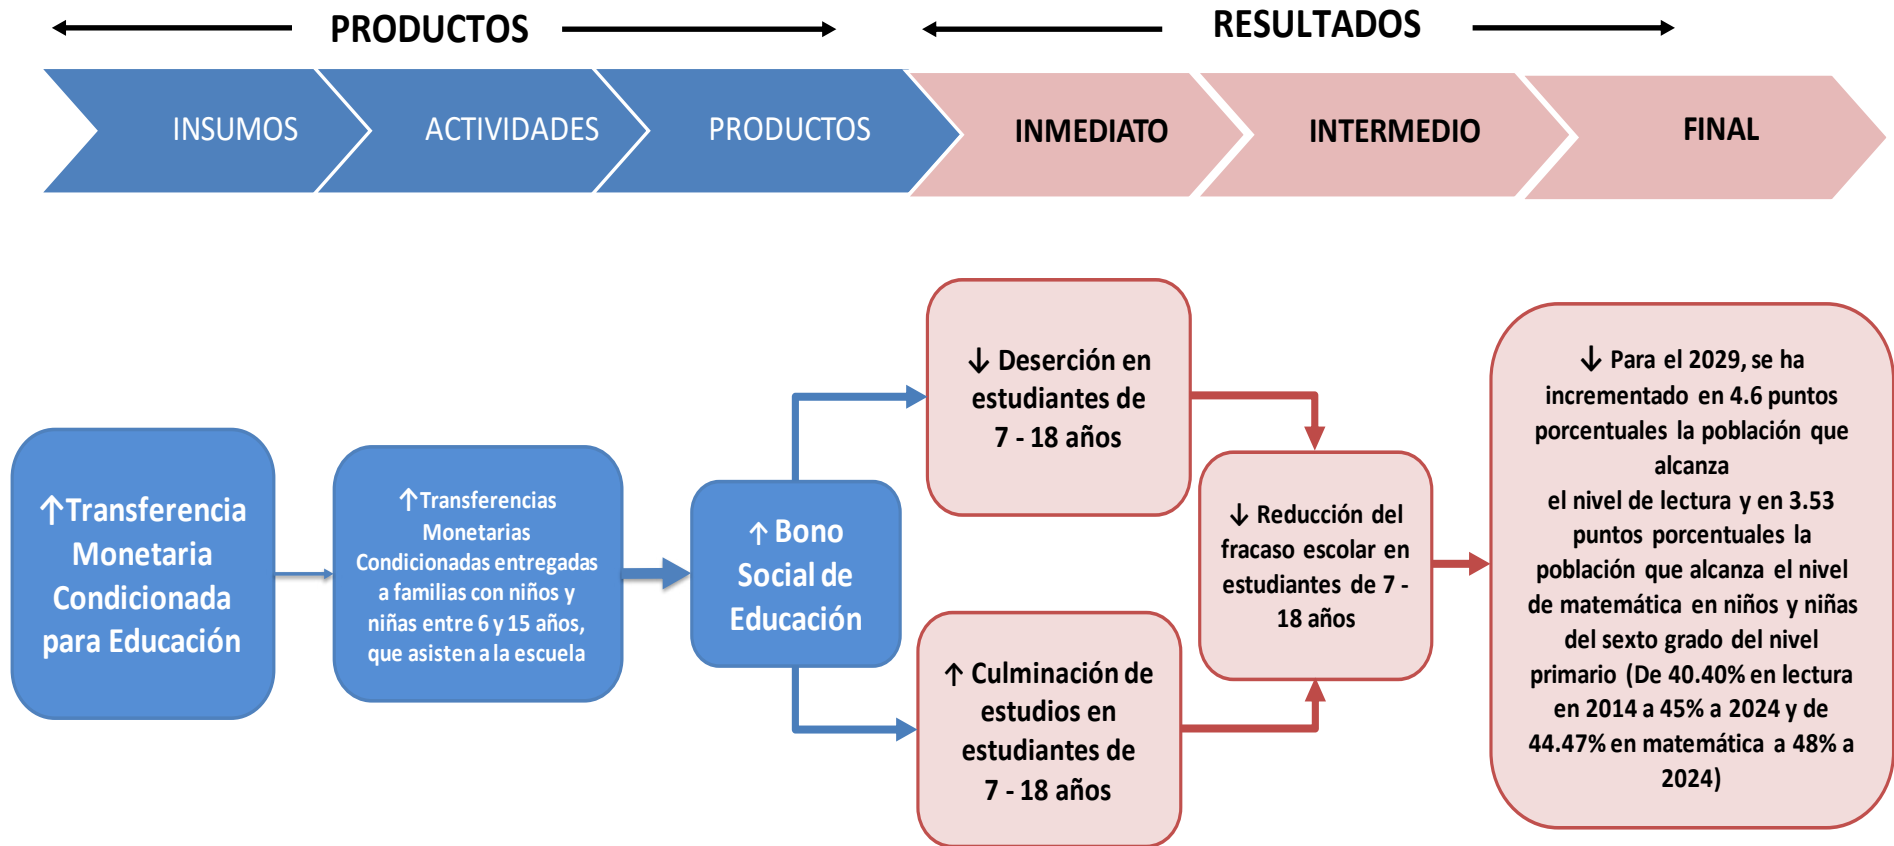 PRODUCTOS
RESULTADOS
INSUMOS
ACTIVIDADES
PRODUCTOS
INMEDIATO
INTERMEDIO
FINAL
↑Transferencia
Monetaria
Condicionada
para Educación
↑Transferencias
Monetarias
Condicionadas entregadas
a familias con niños y
niñas entre 6 y 15 años,
que asisten a la escuela
↑ Bono
Social de
Educación
↓ Deserción en
estudiantes de
7 - 18 años
↑ Culminación de
estudios en
estudiantes de
7 - 18 años
↓ Reducción del
fracaso escolar en
estudiantes de 7 -
18 años
↓ Para el 2029, se ha
incrementado en 4.6 puntos
porcentuales la población que
alcanza
el nivel de lectura y en 3.53
puntos porcentuales la
población que alcanza el nivel
de matemática en niños y niñas
del sexto grado del nivel
primario (De 40.40% en lectura
en 2014 a 45% a 2024 y de
44.47% en matemática a 48% a
2024)